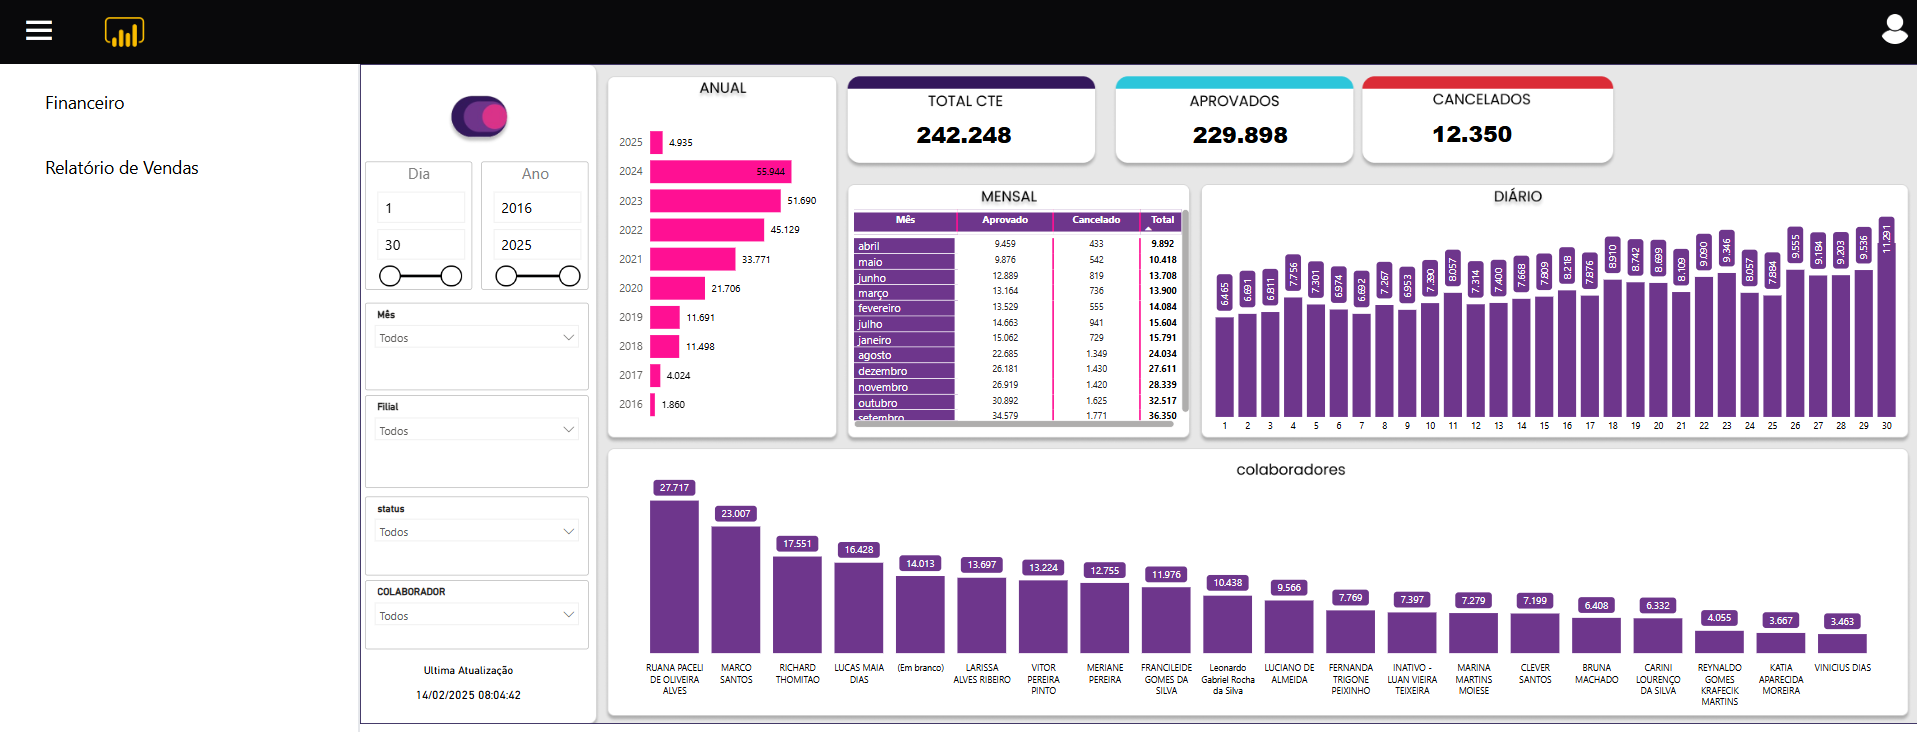 Financeiro
Relatório de Vendas
Dia
1
30
Ano
2016
2025
Mês
Todos
Filial
Todos
status
Todos
COLABORADOR
Todos
Ultima Atualização
14/02/2025 08:04:42
ANUAL
2025 4.935
2024 55.944
2023 51.690
2022 45.129
2021 33.771
2020 21.706
2019 11.691
2018 11.498
2017 4.024
2016 1.860
TOTAL CTE
242.248
APROVADOS
229.898
CANCELADOS
12.350
MENSAL
Mês Aprovado Cancelado Total
abril 9.459 433 9.892
maio 9.876 542 10.418
junho 12.889 819 13.708
março 13.164 736 13.900
fevereiro 13.529 555 14.084
julho 14.663 941 15.604
janeiro 15.062 729 15.791
agosto 22.685 1.349 24.034
dezembro 26.181 1.430 27.611
novembro 26.919 1.420 28.339
outubro 30.892 1.625 32.517
setembro 34.579 1.771 36.350
DIÁRIO
6.465 6.691 6.811 7.756 7.301 6.974 6.692 7.267 6.953 7.390 8.057 7.314 7.400 7.668 7.809 8.218 7.876 8.910 8.742 8.699 8.109 9.090 9.346 8.057 7.884 9.555 9.184 9.203 9.536 11.291
1 2 3 4 5 6 7 8 9 10 11 12 13 14 15 16 17 18 19 20 21 22 23 24 25 26 27 28 29 30
colaboradores
27.717 23.007 17.551 16.428 14.013 13.697 13.224 12.755 11.976 10.438 9.566 7.769 7.397 7.279 7.199 6.408 6.332 4.055 3.667 3.463
RUANA PACELI
DE OLIVEIRA
ALVES
MARCO
SANTOS
RICHARD
THOMITAO
LUCAS MAIA
DIAS
(Em branco)
LARISSA
ALVES RIBEIRO
VITOR
PEREIRA
PINTO
MERIANE
PEREIRA
FRANCILEIDE
GOMES DA
SILVA
Leonardo
Gabriel Rocha
da Silva
LUCIANO DE
ALMEIDA
FERNANDA
TRIGONE
PEIXINHO
INATIVO -
LUAN VIEIRA
TEIXEIRA
MARINA
MARTINS
MOIESE
CLEVER
SANTOS
BRUNA
MACHADO
CARINI
LOURENÇO
DA SILVA
REYNALDO
GOMES
KRAFECIK
MARTINS
KATIA
APARECIDA
MOREIRA
VINICIUS DIAS